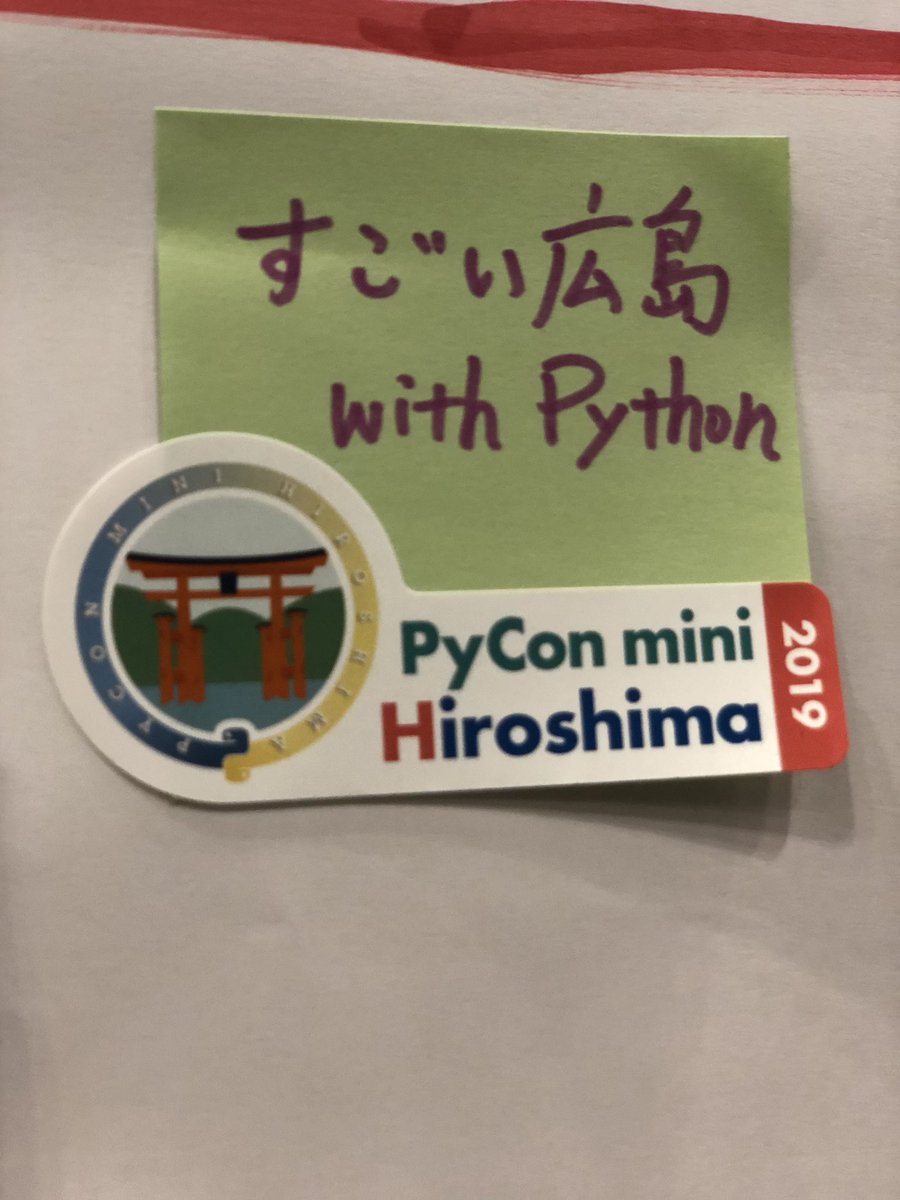 すごい広島
with Python
PYCON MINI HIROSHIMA
PyCon mini
Hiroshima
2019